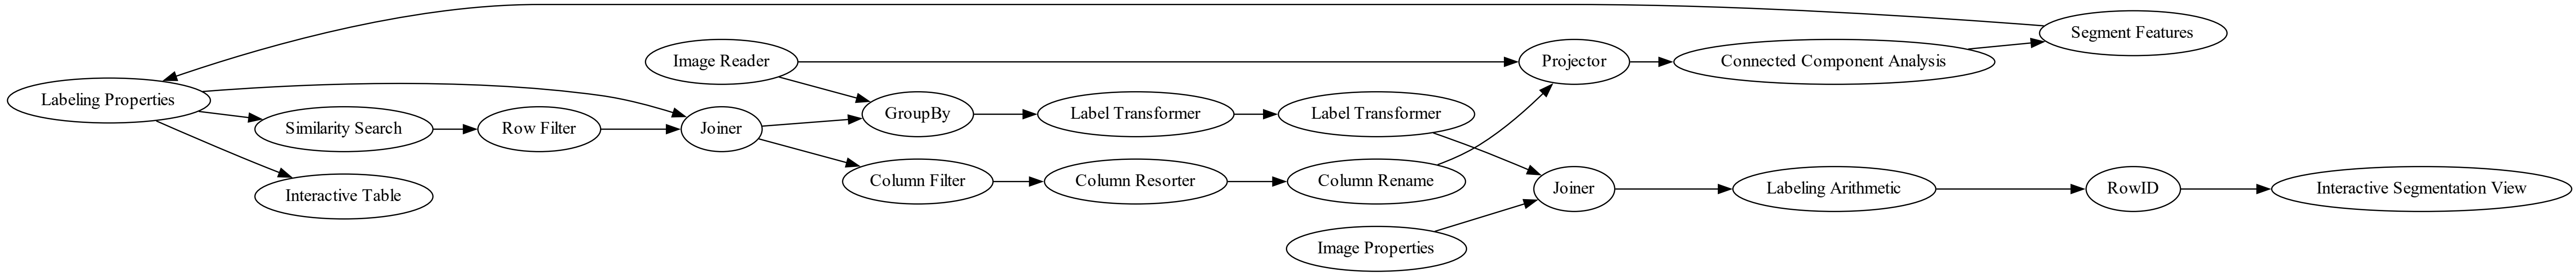 Segment Features
Image Reader
Projector
Connected Component Analysis
Labeling Properties
GroupBy
Label Transformer
Label Transformer
Similarity Search
Row Filter
Joiner
Column Filter
Column Resorter
Column Rename
Interactive Table
Joiner
Labeling Arithmetic
RowID
Interactive Segmentation View
Image Properties